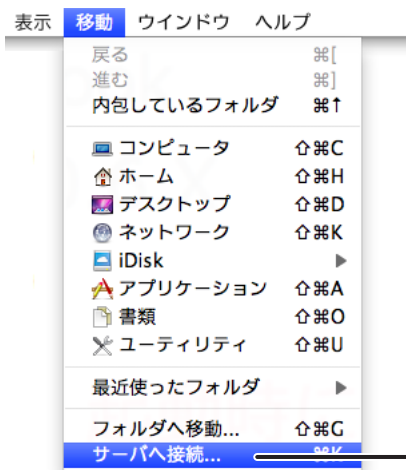 表示 移動 ウインドウ ヘルプ
戻る ⌘[
進む ⌘]
内包しているフォルダ ⌘↑
コンピュータ ⇧⌘C
ホーム ⇧⌘H
デスクトップ ⇧⌘D
ネットワーク ⇧⌘K
iDisk ▶
アプリケーション ⇧⌘A
書類 ⇧⌘O
ユーティリティ ⇧⌘U
最近使ったフォルダ ▶
フォルダへ移動... ⇧⌘G
サーバへ接続... ⌘K